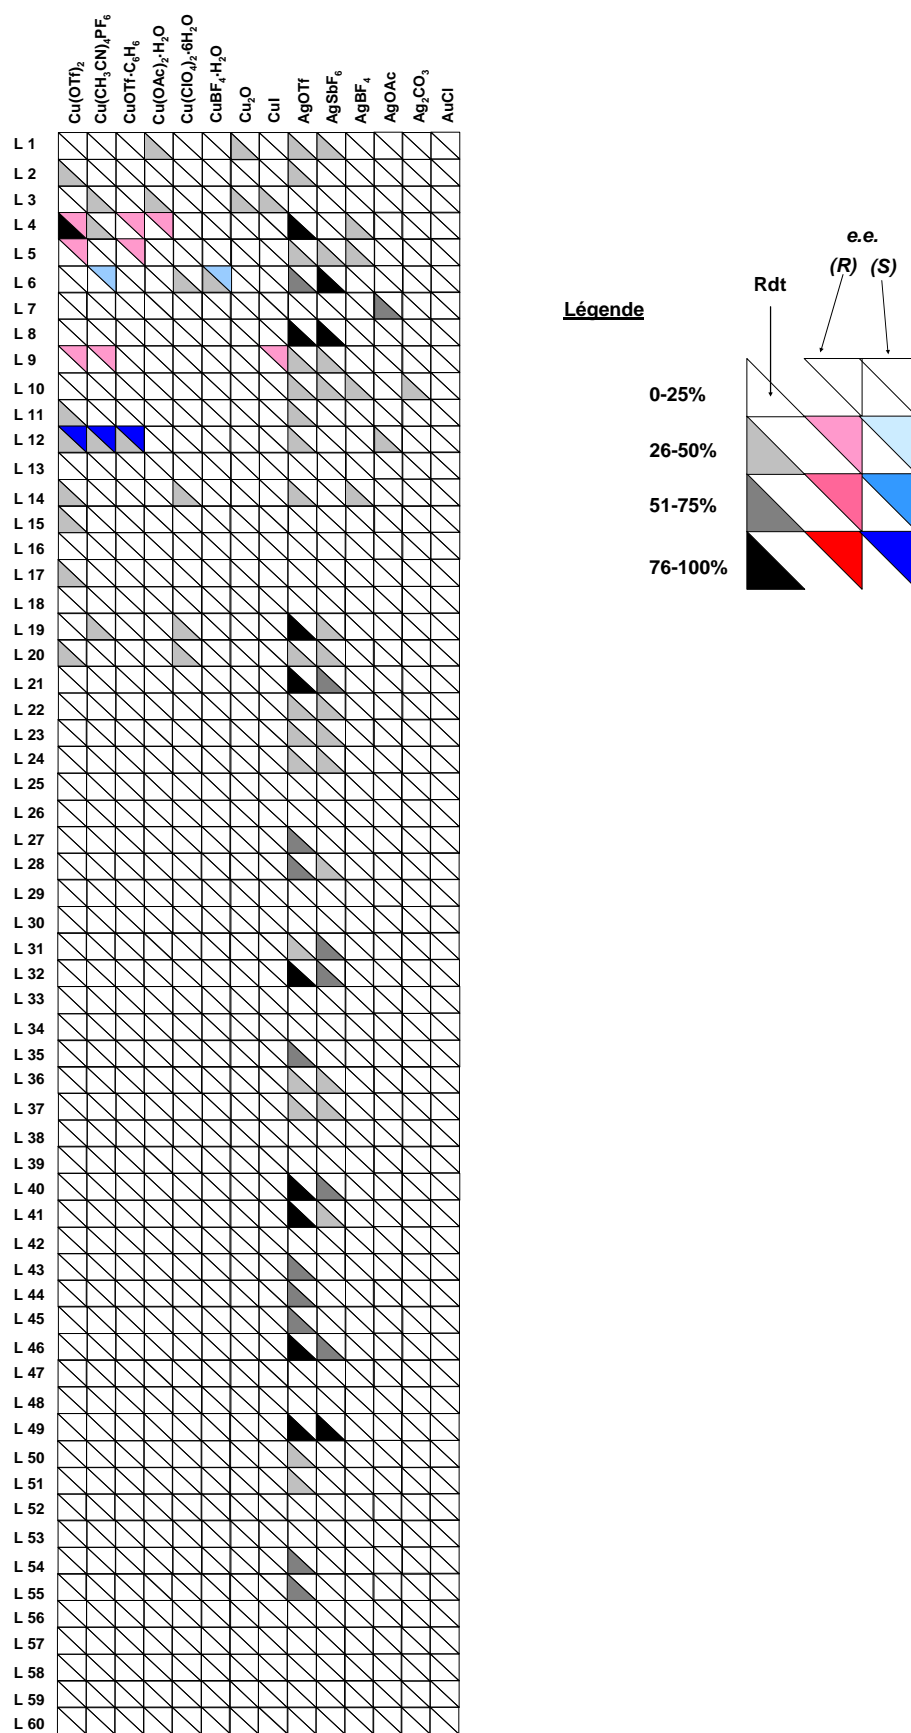 Cu(OTf)₂
Cu(CH₃CN)₄PF₆
CuOTf·C₆H₆
Cu(OAc)₂·H₂O
Cu(ClO₄)₂·6H₂O
CuBF₄·H₂O
Cu₂O
CuI
AgOTf
AgSbF₆
AgBF₄
AgOAc
Ag₂CO₃
AuCl
L 1
L 2
L 3
L 4
L 5
L 6
L 7
L 8
L 9
L 10
L 11
L 12
L 13
L 14
L 15
L 16
L 17
L 18
L 19
L 20
L 21
L 22
L 23
L 24
L 25
L 26
L 27
L 28
L 29
L 30
L 31
L 32
L 33
L 34
L 35
L 36
L 37
L 38
L 39
L 40
L 41
L 42
L 43
L 44
L 45
L 46
L 47
L 48
L 49
L 50
L 51
L 52
L 53
L 54
L 55
L 56
L 57
L 58
L 59
L 60
Légende
Rdt
e.e.
(R) (S)
0-25%
26-50%
51-75%
76-100%